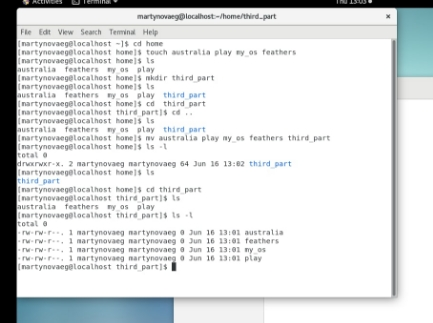 Activities Terminal Thu 13:03
martynovaeg@localhost:~/home/third_part
File Edit View Search Terminal Help
[martynovaeg@localhost ~]$ cd home
[martynovaeg@localhost home]$ touch australia play my_os feathers
[martynovaeg@localhost home]$ ls
australia feathers my_os play
[martynovaeg@localhost home]$ mkdir third_part
[martynovaeg@localhost home]$ ls
australia feathers my_os play third_part
[martynovaeg@localhost home]$ cd third_part
[martynovaeg@localhost third_part]$ cd ..
[martynovaeg@localhost home]$ ls
australia feathers my_os play third_part
[martynovaeg@localhost home]$ mv australia play my_os feathers third_part
[martynovaeg@localhost home]$ ls -l
total 0
drwxrwxr-x. 2 martynovaeg martynovaeg 64 Jun 16 13:02 third_part
[martynovaeg@localhost home]$ ls
third_part
[martynovaeg@localhost home]$ cd third_part
[martynovaeg@localhost third_part]$ ls
australia feathers my_os play
[martynovaeg@localhost third_part]$ ls -l
total 0
-rw-rw-r--. 1 martynovaeg martynovaeg 0 Jun 16 13:01 australia
-rw-rw-r--. 1 martynovaeg martynovaeg 0 Jun 16 13:01 feathers
-rw-rw-r--. 1 martynovaeg martynovaeg 0 Jun 16 13:01 my_os
-rw-rw-r--. 1 martynovaeg martynovaeg 0 Jun 16 13:01 play
[martynovaeg@localhost third_part]$